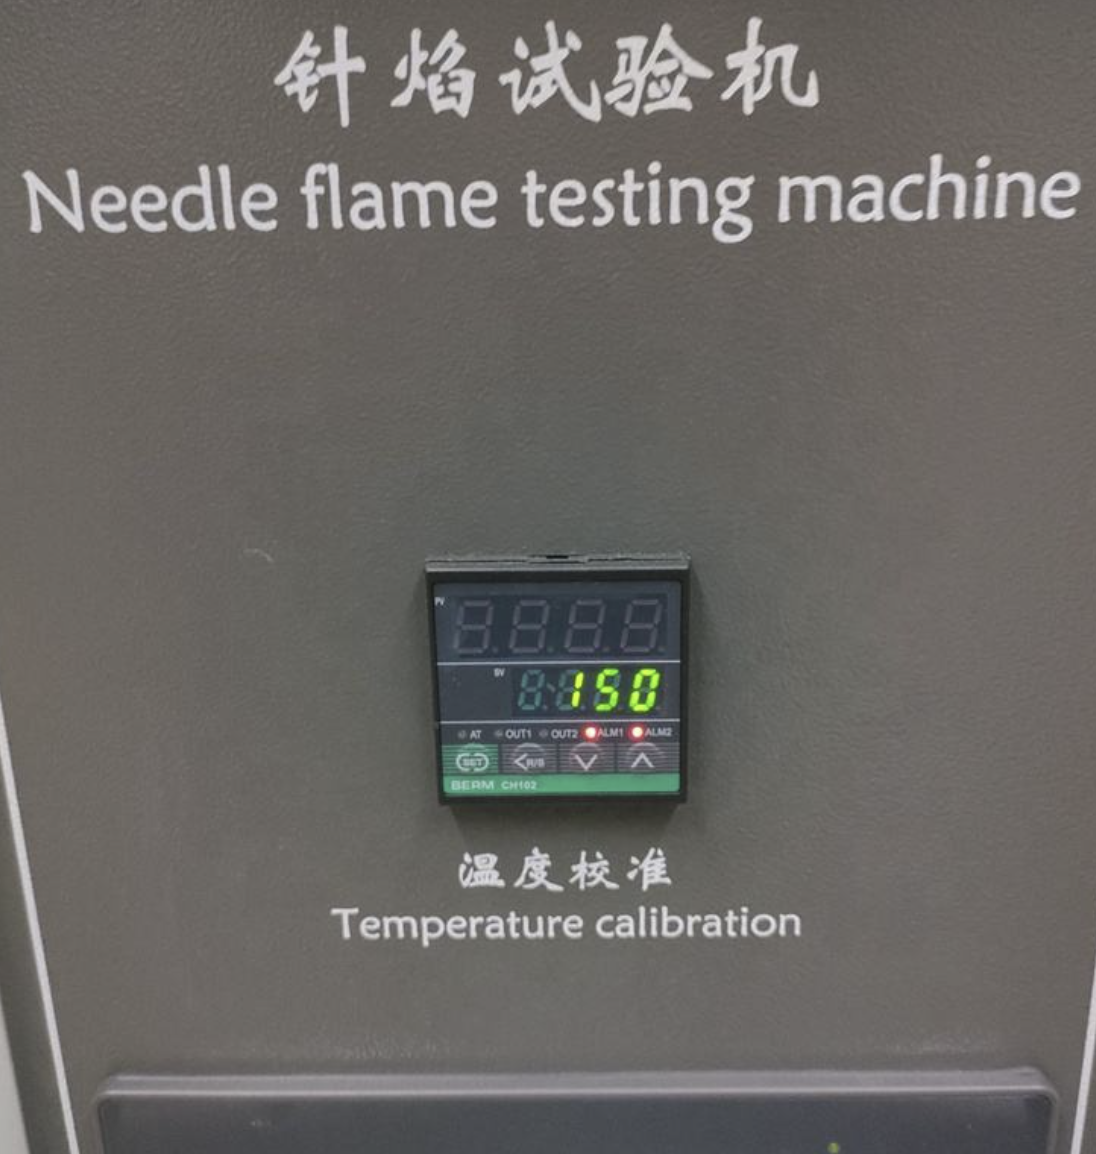 针焰试验机
Needle flame testing machine
PV
SV
150
AT OUT1 OUT2 ALM1 ALM2
SET <R/S
BERM CH102
温度校准
Temperature calibration